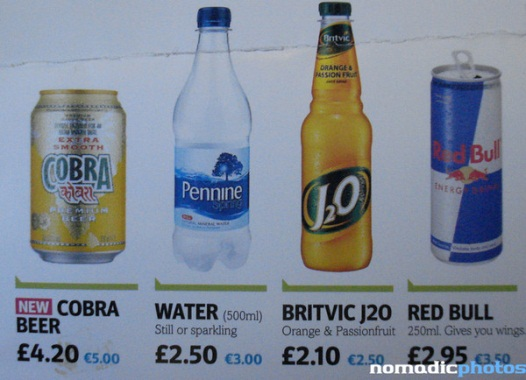 EXTRA
SMOOTH
COBRA
कोबरा
PREMIUM
BEER
Pennine
Spring
Britvic
ORANGE &
PASSION FRUIT
J2O
Red Bull
ENERGY DRINK
NEW COBRA
BEER
£4.20 €5.00
WATER (500ml)
Still or sparkling
£2.50 €3.00
BRITVIC J2O
Orange & Passionfruit
£2.10 €2.50
RED BULL
250ml. Gives you wings.
£2.95 €3.50
nomadicphotos